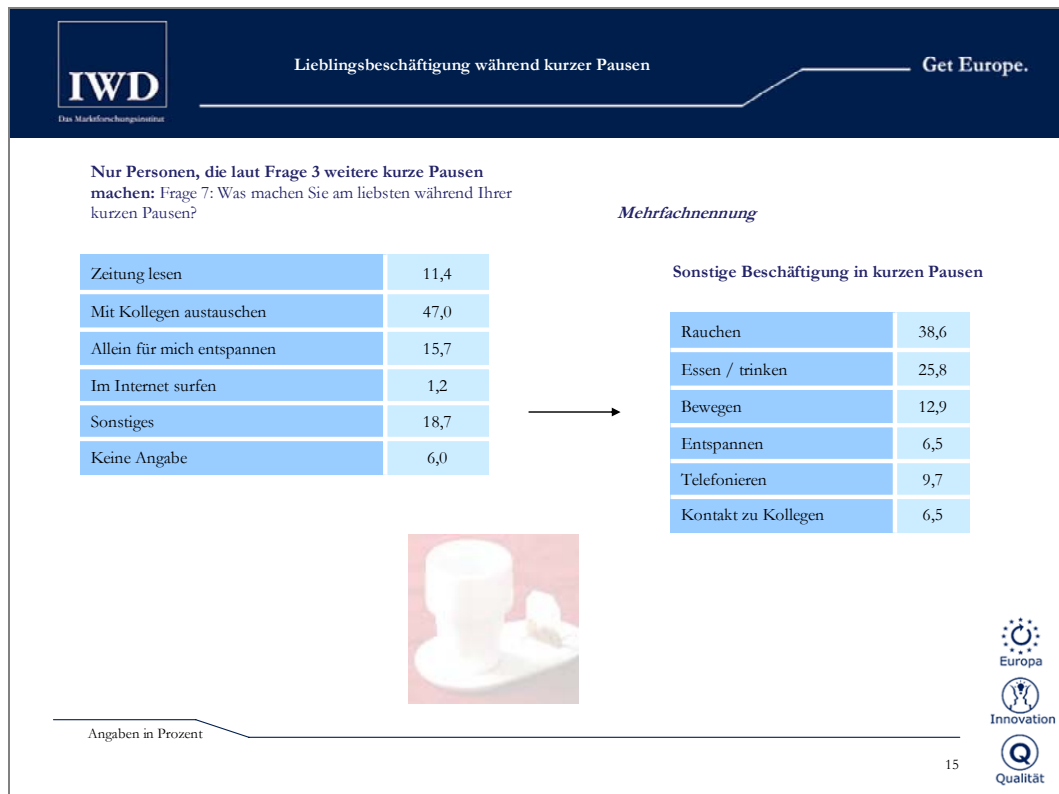 IWD
Das Marktforschungsinstitut
Lieblingsbeschäftigung während kurzer Pausen
Get Europe.
Nur Personen, die laut Frage 3 weitere kurze Pausen
machen: Frage 7: Was machen Sie am liebsten während Ihrer
kurzen Pausen?
Mehrfachnennung
Zeitung lesen 11,4
Mit Kollegen austauschen 47,0
Allein für mich entspannen 15,7
Im Internet surfen 1,2
Sonstiges 18,7
Keine Angabe 6,0
Sonstige Beschäftigung in kurzen Pausen
Rauchen 38,6
Essen / trinken 25,8
Bewegen 12,9
Entspannen 6,5
Telefonieren 9,7
Kontakt zu Kollegen 6,5
Europa
Innovation
Q
Qualität
Angaben in Prozent
15